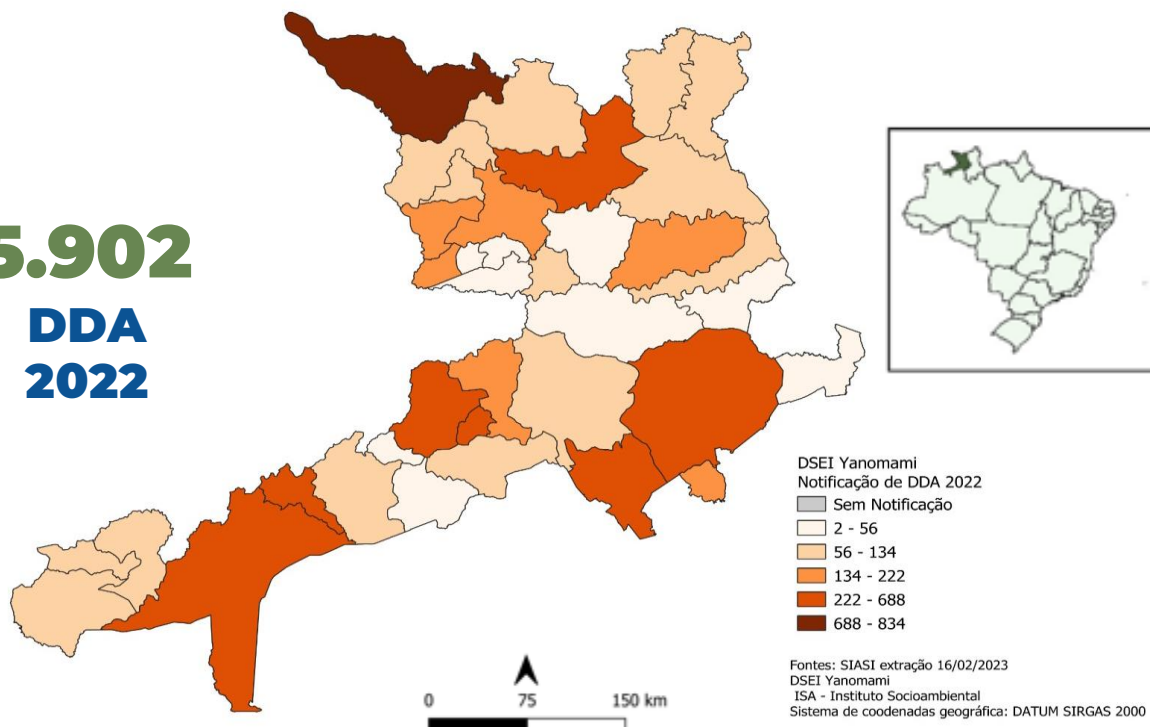 5.902
DDA
2022
DSEI Yanomami
Notificação de DDA 2022
Sem Notificação
2 - 56
56 - 134
134 - 222
222 - 688
688 - 834
0 75 150 km
Fontes: SIASI extração 16/02/2023
DSEI Yanomami
ISA - Instituto Socioambiental
Sistema de coodenadas geográfica: DATUM SIRGAS 2000